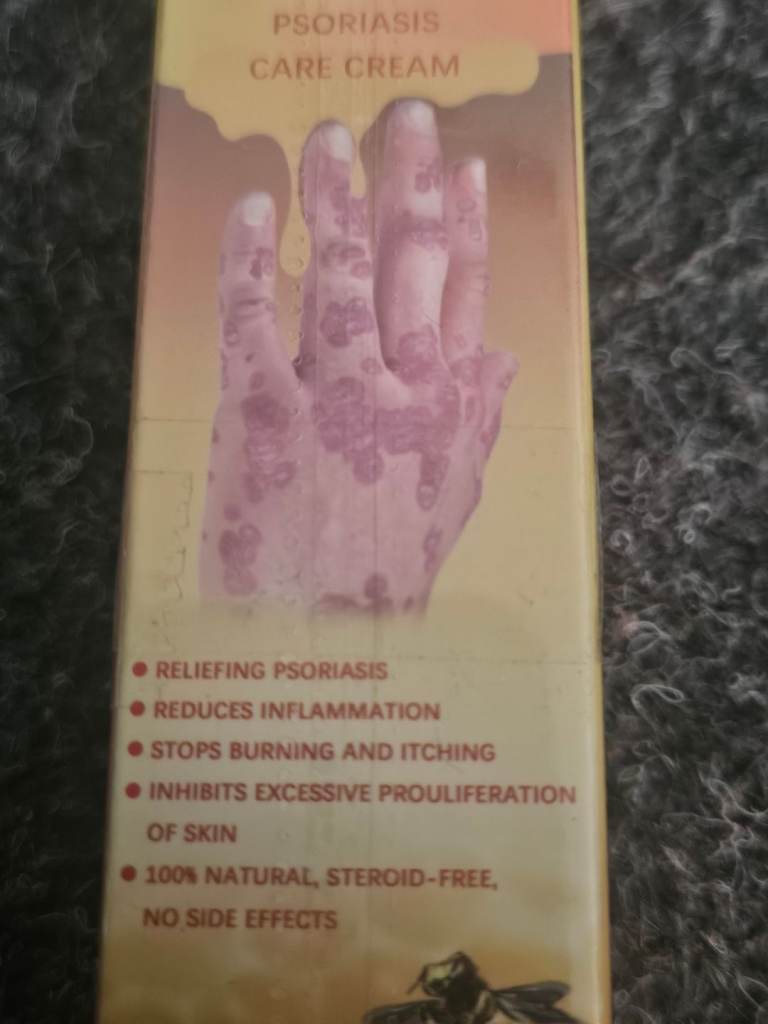 PSORIASIS
CARE CREAM
● RELIEFING PSORIASIS
● REDUCES INFLAMMATION
● STOPS BURNING AND ITCHING
● INHIBITS EXCESSIVE PROULIFERATION
OF SKIN
● 100% NATURAL, STEROID-FREE,
NO SIDE EFFECTS